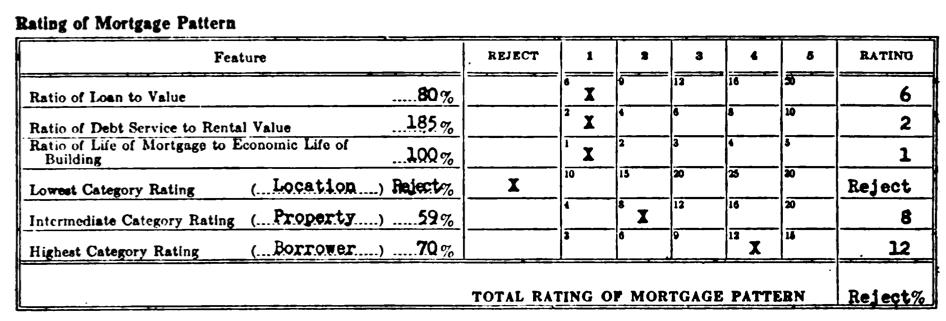 Rating of Mortgage Pattern
Feature REJECT 1 2 3 4 5 RATING
Ratio of Loan to Value .....80% 6 X 9 12 16 20 6
Ratio of Debt Service to Rental Value ...185% 2 X 4 6 8 10 2
Ratio of Life of Mortgage to Economic Life of
Building ...100% 1 X 2 3 4 5 1
Lowest Category Rating (...Location....) Reject% X 10 15 20 25 30 Reject
Intermediate Category Rating (...Property....) .....59% 4 8 X 12 16 20 8
Highest Category Rating (...Borrower....) .....70% 3 6 9 12 X 15 12
TOTAL RATING OF MORTGAGE PATTERN Reject%